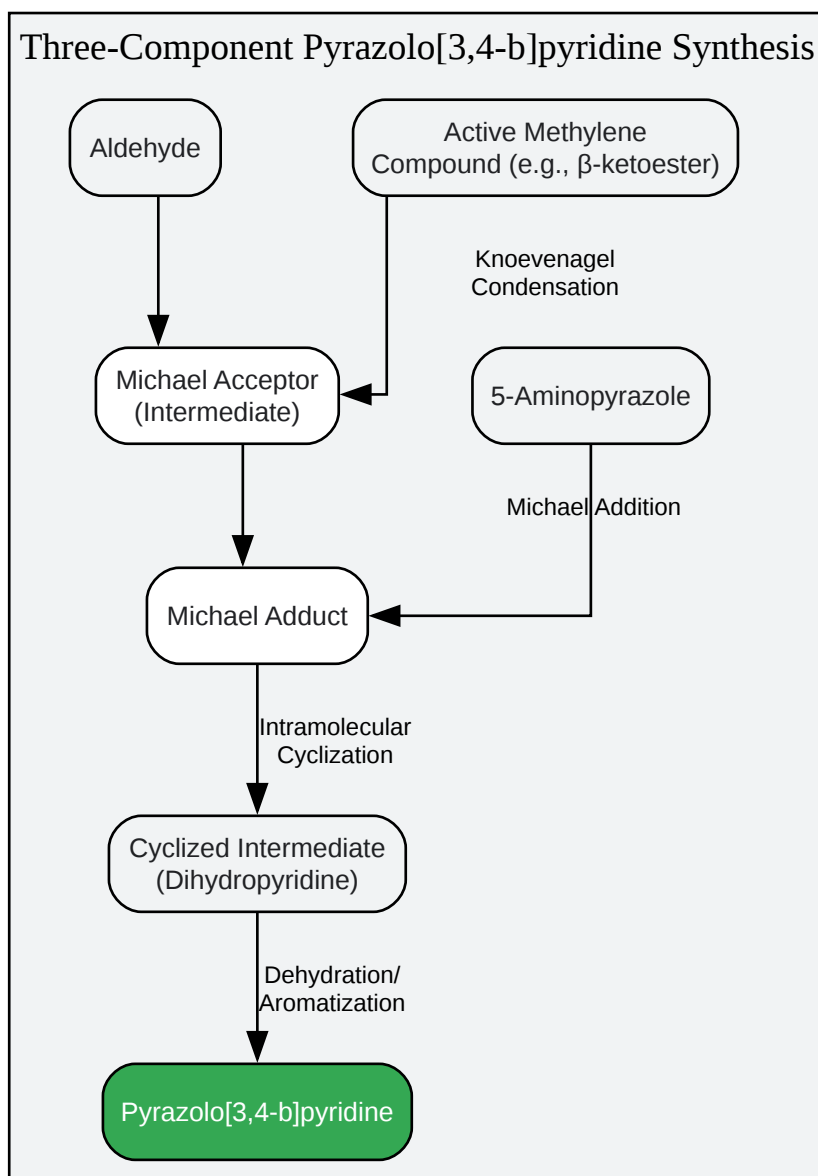 Three-Component Pyrazolo[3,4-b]pyridine Synthesis
Aldehyde
Active Methylene
Compound (e.g., β-ketoester)
Knoevenagel
Condensation
Michael Acceptor
(Intermediate)
5-Aminopyrazole
Michael Addition
Michael Adduct
Intramolecular
Cyclization
Cyclized Intermediate
(Dihydropyridine)
Dehydration/
Aromatization
Pyrazolo[3,4-b]pyridine